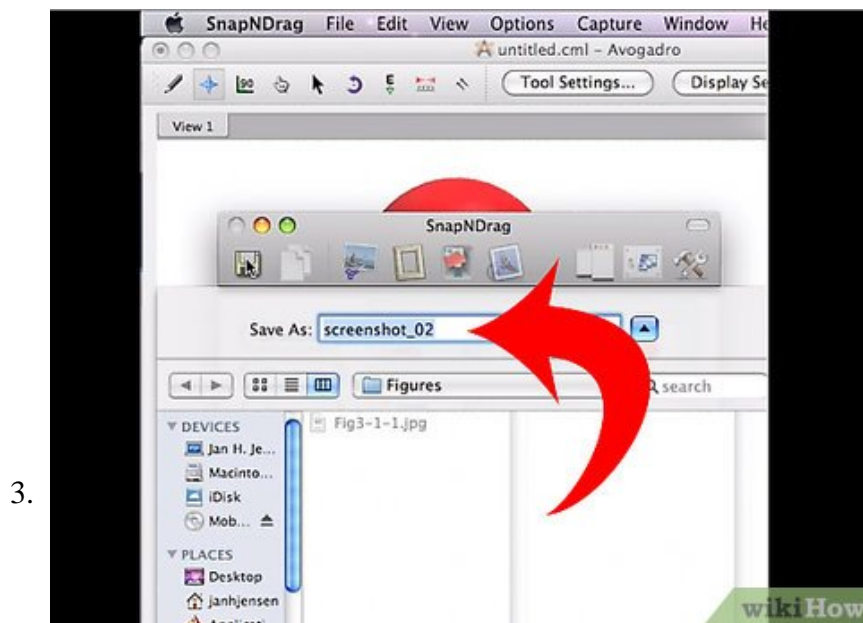 SnapNDrag File Edit View Options Capture Window He
untitled.cml – Avogadro
90 E Tool Settings... Display Se
View 1
SnapNDrag
Save As: screenshot_02
Figures search
DEVICES Fig3-1-1.jpg
Jan H. Je...
Macinto...
iDisk
3.
Mob...
PLACES
Desktop
janhjensen
wikiHow